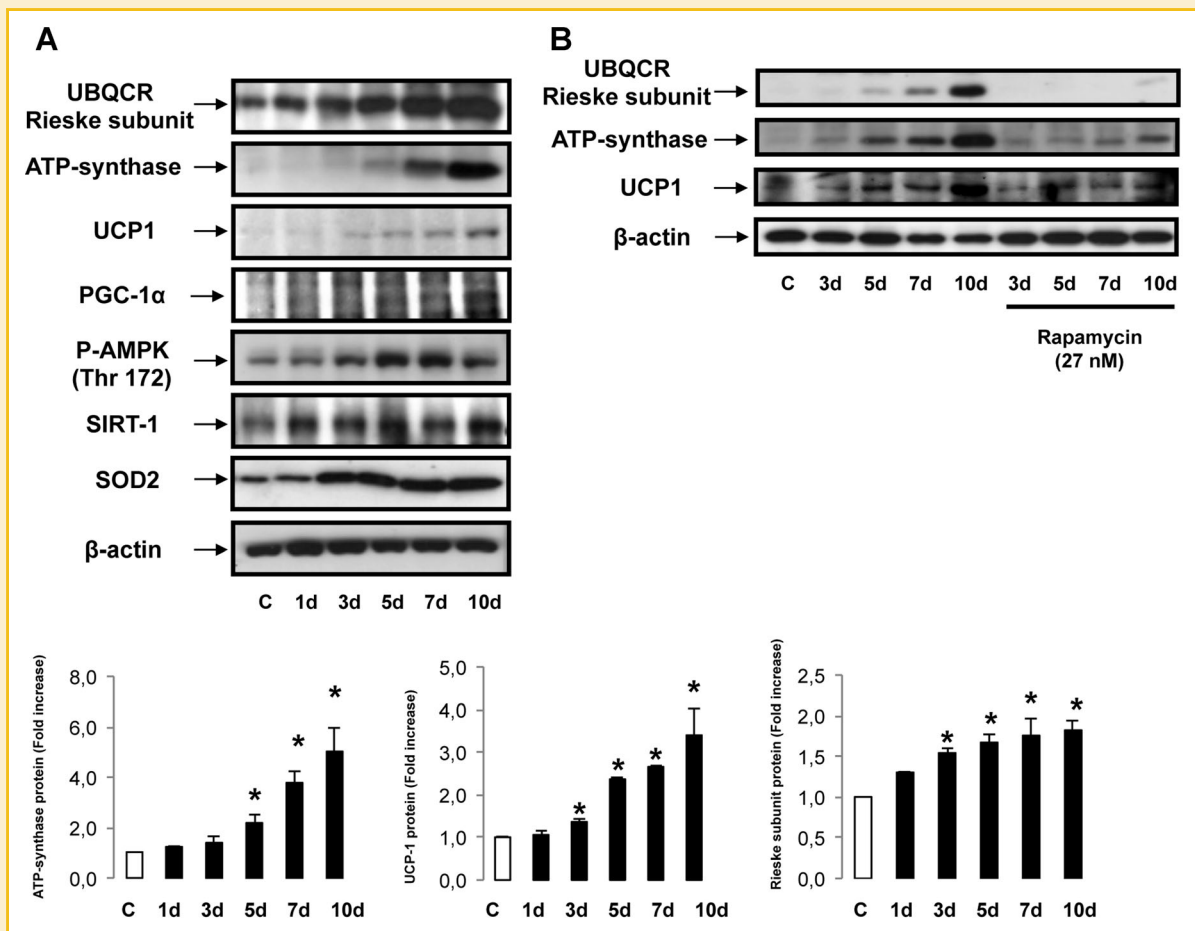 A
UBQCR
Rieske subunit
ATP-synthase
UCP1
PGC-1α
P-AMPK
(Thr 172)
SIRT-1
SOD2
β-actin
C 1d 3d 5d 7d 10d
B
UBQCR
Rieske subunit
ATP-synthase
UCP1
β-actin
C 3d 5d 7d 10d 3d 5d 7d 10d
Rapamycin
(27 nM)
ATP-synthase protein (Fold increase)
8,0
6,0
4,0
2,0
0,0
* * *
C 1d 3d 5d 7d 10d
UCP-1 protein (Fold increase)
5,0
4,0
3,0
2,0
1,0
0,0
* * * *
C 1d 3d 5d 7d 10d
Rieske subunit protein (Fold increase)
2,5
2,0
1,5
1,0
0,5
0,0
* * * *
C 1d 3d 5d 7d 10d